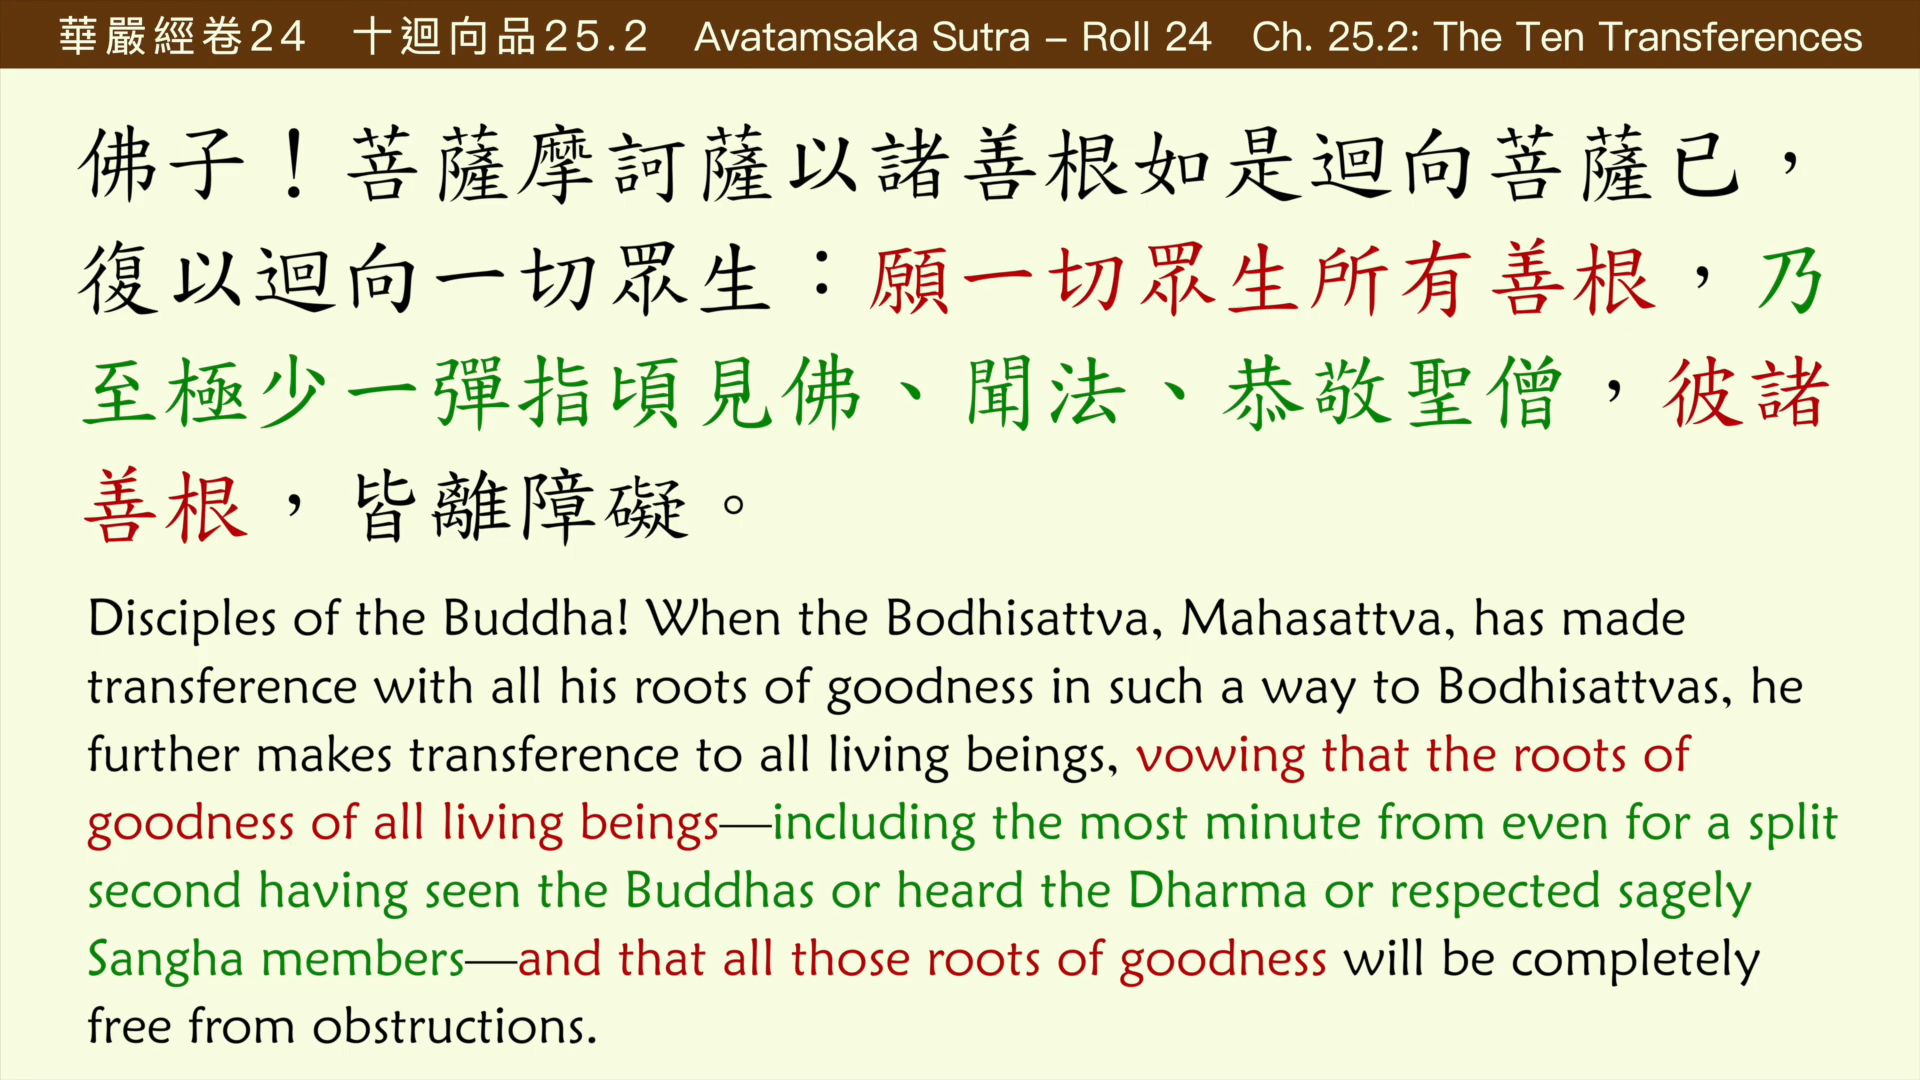 華嚴經卷24 十迴向品25.2 Avatamsaka Sutra – Roll 24 Ch. 25.2: The Ten Transferences
佛子！菩薩摩訶薩以諸善根如是迴向菩薩已，
復以迴向一切眾生：願一切眾生所有善根，乃
至極少一彈指頃見佛、聞法、恭敬聖僧，彼諸
善根，皆離障礙。
Disciples of the Buddha! When the Bodhisattva, Mahasattva, has made
transference with all his roots of goodness in such a way to Bodhisattvas, he
further makes transference to all living beings, vowing that the roots of
goodness of all living beings—including the most minute from even for a split
second having seen the Buddhas or heard the Dharma or respected sagely
Sangha members—and that all those roots of goodness will be completely
free from obstructions.